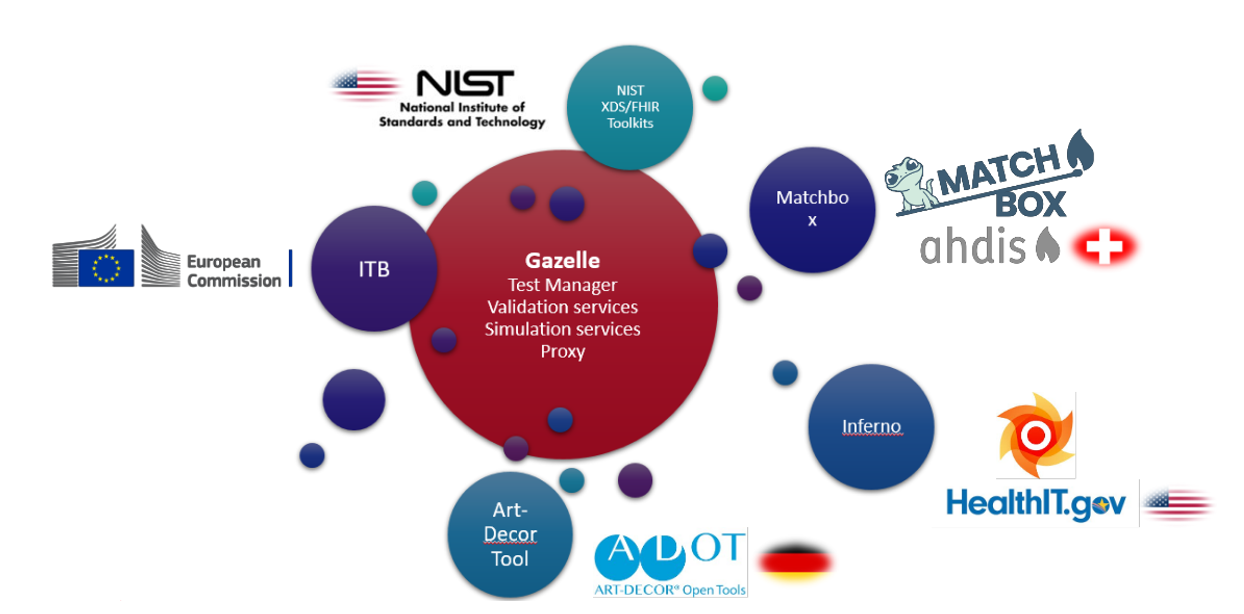 NIST
National Institute of
Standards and Technology
NIST
XDS/FHIR
Toolkits
Matchbo
x
MATCH
BOX
ahdis
European
Commission
ITB
Gazelle
Test Manager
Validation services
Simulation services
Proxy
Inferno
HealthIT.gov
Art-
Decor
Tool
ADOT
ART-DECOR® Open Tools